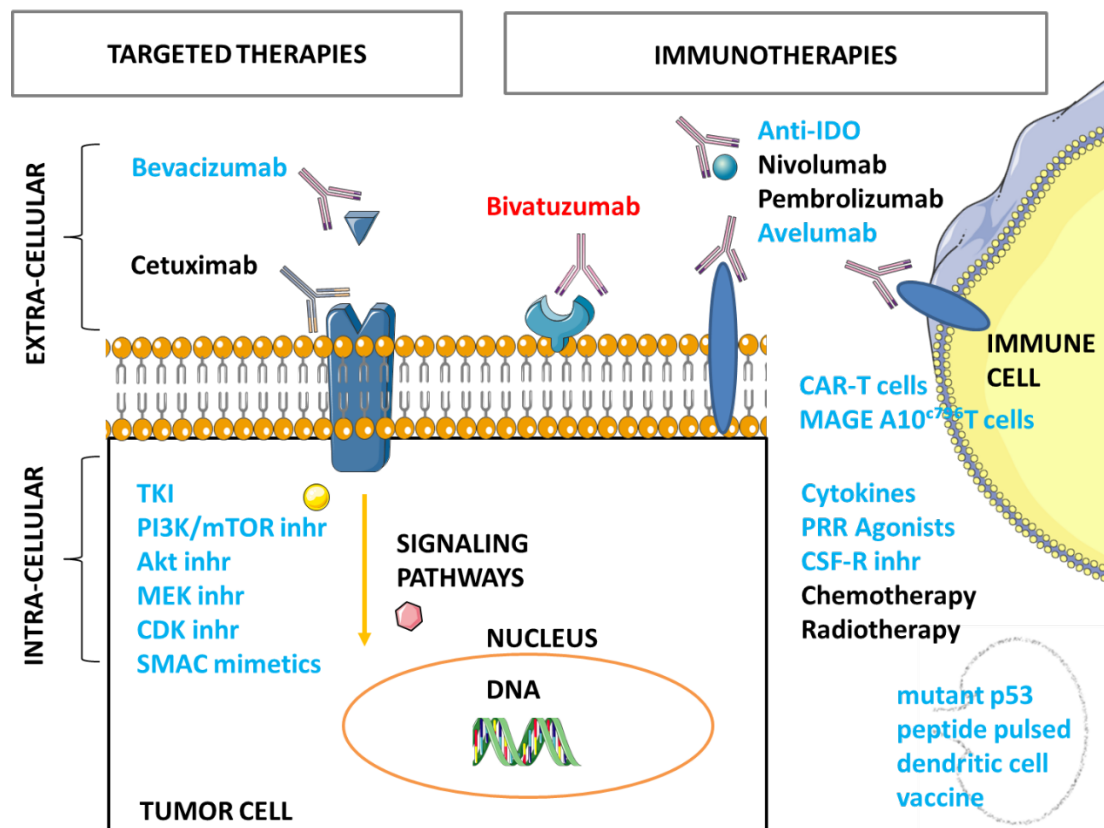 TARGETED THERAPIES
IMMUNOTHERAPIES
EXTRA-CELLULAR
Bevacizumab
Cetuximab
Bivatuzumab
Anti-IDO
Nivolumab
Pembrolizumab
Avelumab
IMMUNE
CELL
CAR-T cells
MAGE A10ᶜ⁷⁹⁶T cells
INTRA-CELLULAR
TKI
PI3K/mTOR inhr
Akt inhr
MEK inhr
CDK inhr
SMAC mimetics
SIGNALING
PATHWAYS
NUCLEUS
DNA
TUMOR CELL
Cytokines
PRR Agonists
CSF-R inhr
Chemotherapy
Radiotherapy
mutant p53
peptide pulsed
dendritic cell
vaccine